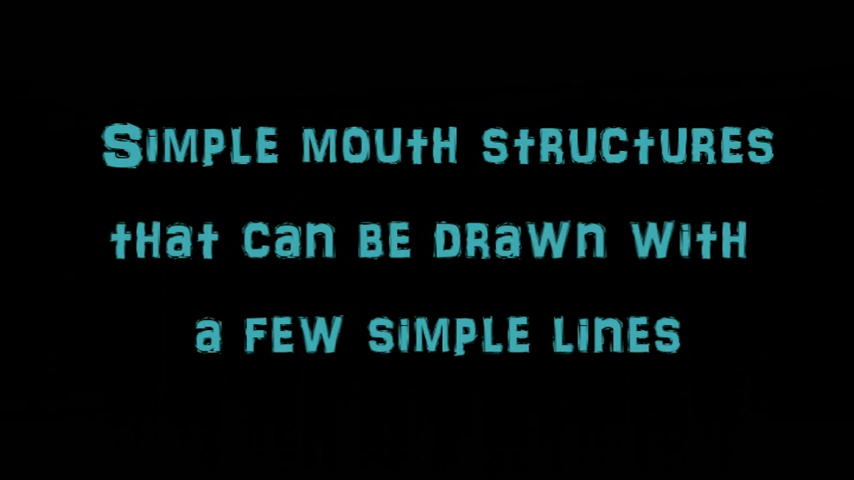 Simple mouth structures
that can be drawn with
a few simple lines